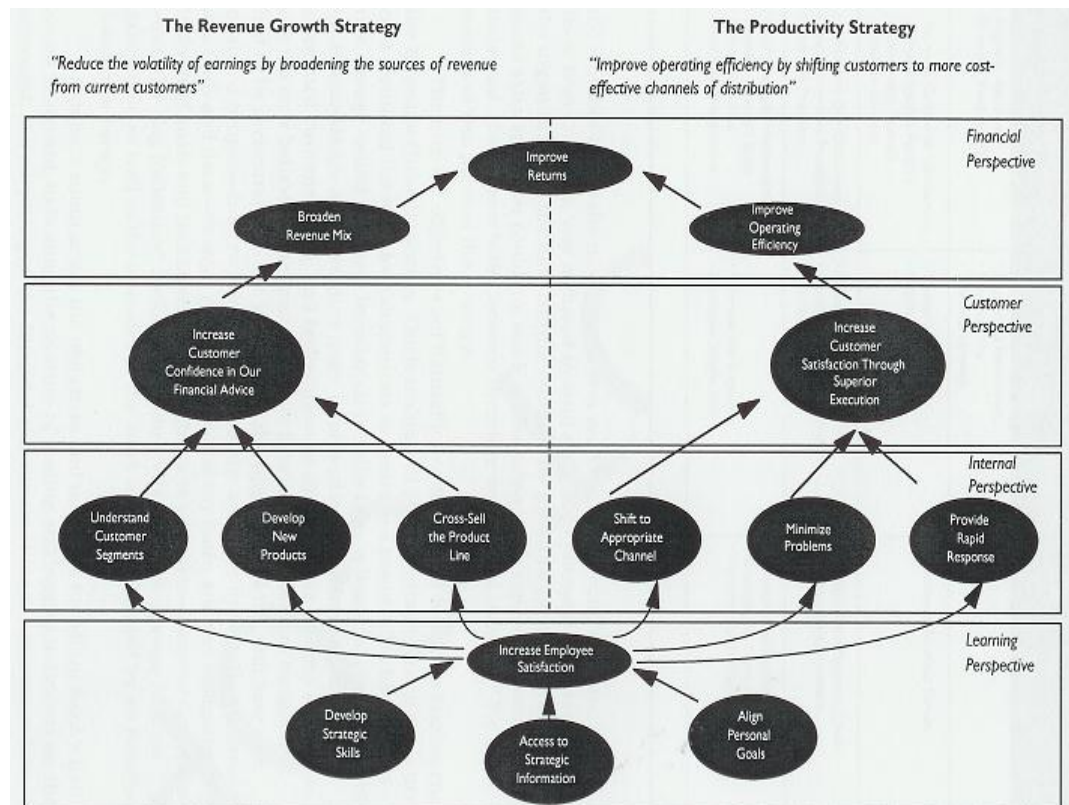 The Revenue Growth Strategy
"Reduce the volatility of earnings by broadening the sources of revenue
from current customers"
The Productivity Strategy
"Improve operating efficiency by shifting customers to more cost-
effective channels of distribution"
Financial
Perspective
Improve
Returns
Broaden
Revenue Mix
Improve
Operating
Efficiency
Customer
Perspective
Increase
Customer
Confidence in Our
Financial Advice
Increase
Customer
Satisfaction Through
Superior
Execution
Internal
Perspective
Understand
Customer
Segments
Develop
New
Products
Cross-Sell
the Product
Line
Shift to
Appropriate
Channel
Minimize
Problems
Provide
Rapid
Response
Learning
Perspective
Increase Employee
Satisfaction
Develop
Strategic
Skills
Access to
Strategic
Information
Align
Personal
Goals